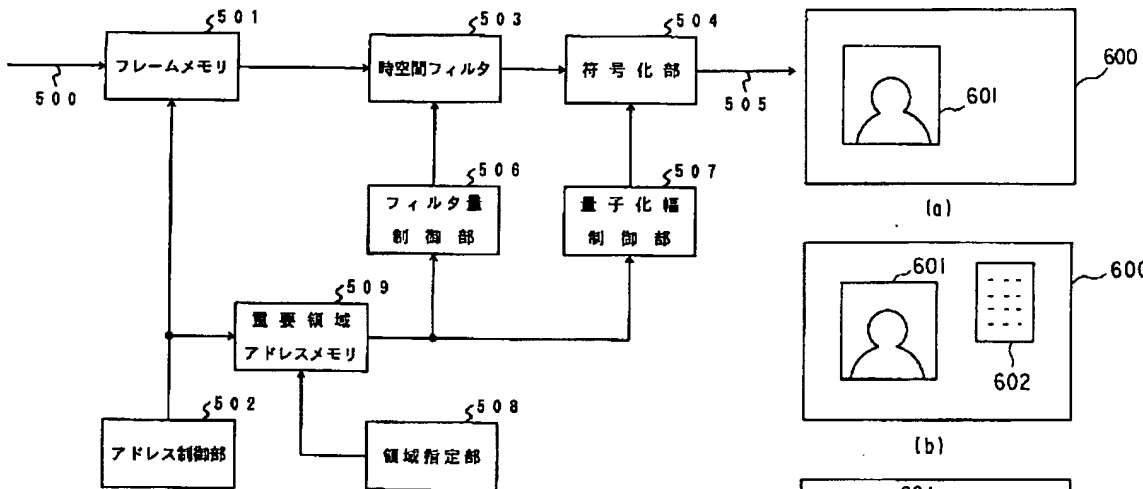 501
フレームメモリ
500
503
時空間フィルタ
504
符号化部
505
506
フィルタ量
制御部
507
量子化幅
制御部
509
重要領域
アドレスメモリ
502
アドレス制御部
508
領域指定部
600
601
(a)
601
600
602
(b)